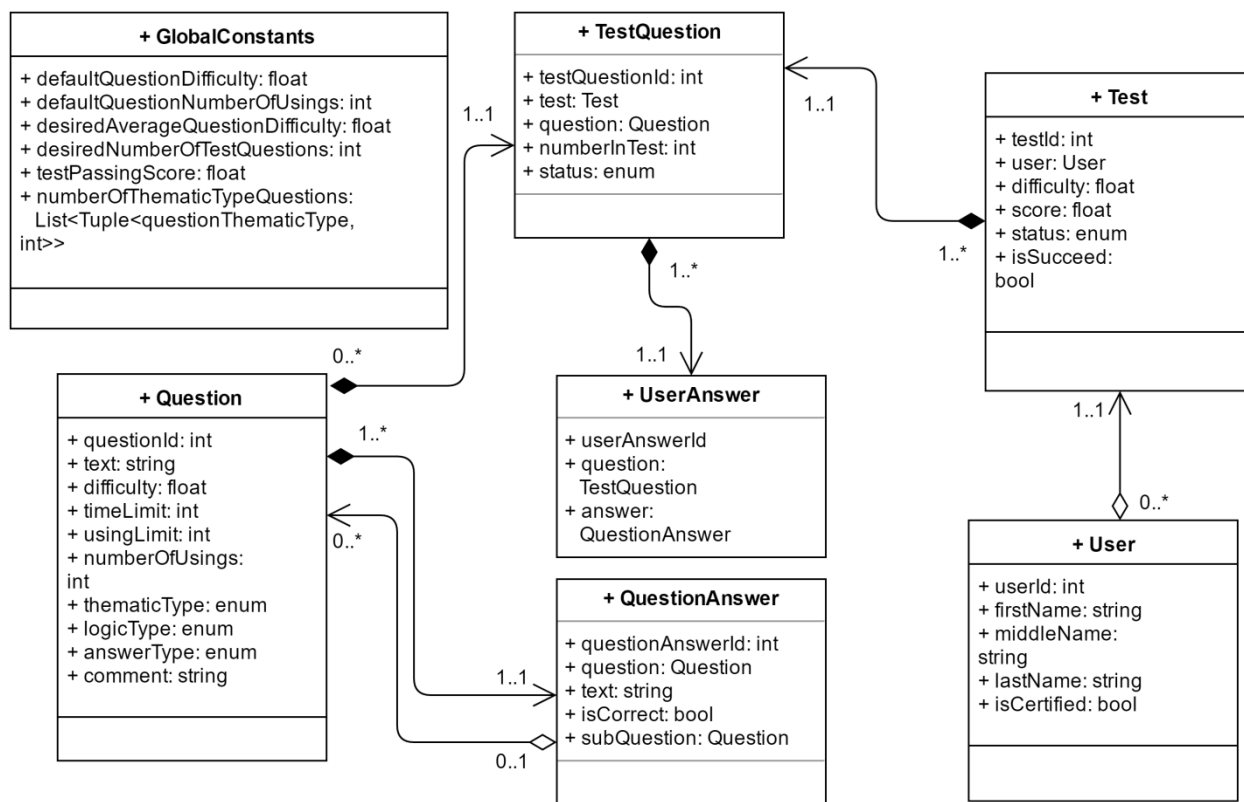 + GlobalConstants
+ defaultQuestionDifficulty: float
+ defaultQuestionNumberOfUsings: int
+ desiredAverageQuestionDifficulty: float
+ desiredNumberOfTestQuestions: int
+ testPassingScore: float
+ numberOfThematicTypeQuestions:
List<Tuple<questionThematicType,
int>>
+ TestQuestion
+ testQuestionId: int
+ test: Test
+ question: Question
+ numberInTest: int
+ status: enum
+ Test
+ testId: int
+ user: User
+ difficulty: float
+ score: float
+ status: enum
+ isSucceed:
bool
1..1
1..1
1..*
1..*
0..*
1..1
+ Question
+ questionId: int
+ text: string
+ difficulty: float
+ timeLimit: int
+ usingLimit: int
+ numberOfUsings:
int
+ thematicType: enum
+ logicType: enum
+ answerType: enum
+ comment: string
1..*
0..*
1..1
0..1
+ UserAnswer
+ userAnswerId
+ question:
TestQuestion
+ answer:
QuestionAnswer
+ QuestionAnswer
+ questionAnswerId: int
+ question: Question
+ text: string
+ isCorrect: bool
+ subQuestion: Question
1..1
0..*
+ User
+ userId: int
+ firstName: string
+ middleName:
string
+ lastName: string
+ isCertified: bool